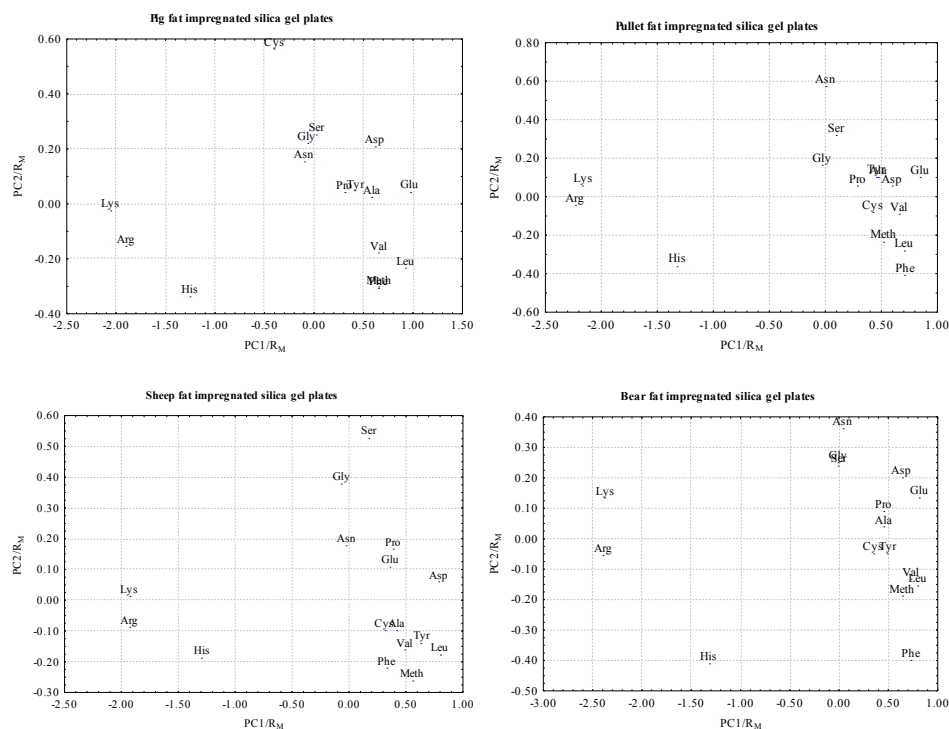 Pig fat impregnated silica gel plates
0.60
0.40
0.20
0.00
-0.20
-0.40
PC2/RM
Cys
Ser
Gly
Asn
Asp
Pro
Tyr
Ala
Glu
Lys
Arg
His
Val
Leu
Meth
Phe
-2.50 -2.00 -1.50 -1.00 -0.50 0.00 0.50 1.00 1.50
PC1/RM
Pullet fat impregnated silica gel plates
0.80
0.60
0.40
0.20
0.00
-0.20
-0.40
-0.60
PC2/RM
Asn
Ser
Gly
Tyr
Ala
Glu
Pro
Asp
Lys
Arg
Cys
Val
Meth
Leu
His
Phe
-2.50 -2.00 -1.50 -1.00 -0.50 0.00 0.50 1.00
PC1/RM
Sheep fat impregnated silica gel plates
0.60
0.50
0.40
0.30
0.20
0.10
0.00
-0.10
-0.20
-0.30
PC2/RM
Ser
Gly
Asn
Pro
Glu
Asp
Lys
Arg
Cys
Ala
Tyr
Val
Leu
His
Phe
Meth
-2.50 -2.00 -1.50 -1.00 -0.50 0.00 0.50 1.00
PC1/RM
Bear fat impregnated silica gel plates
0.40
0.30
0.20
0.10
0.00
-0.10
-0.20
-0.30
-0.40
-0.50
PC2/RM
Asn
Gly
Ser
Asp
Glu
Lys
Pro
Ala
Arg
Cys
Tyr
Val
Leu
Meth
His
Phe
-3.00 -2.50 -2.00 -1.50 -1.00 -0.50 0.00 0.50 1.00
PC1/RM